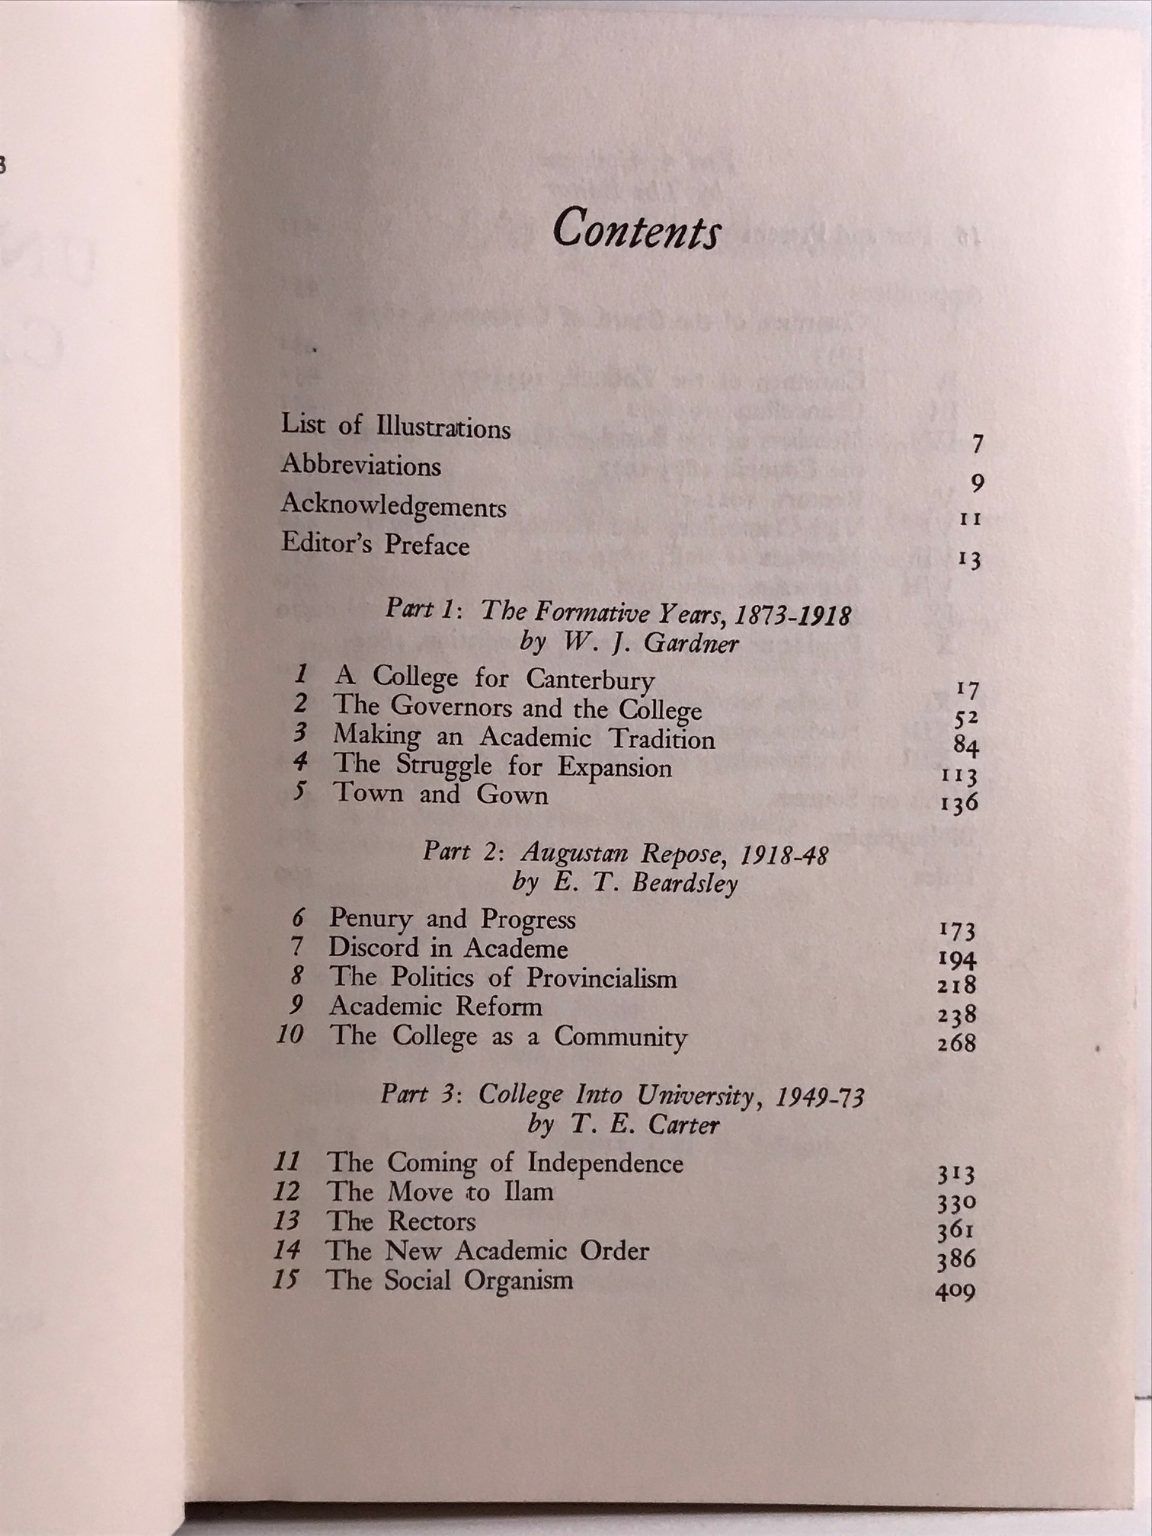 Contents
List of Illustrations 7
Abbreviations 9
Acknowledgements 11
Editor's Preface 13
Part 1: The Formative Years, 1873-1918
by W. J. Gardner
1 A College for Canterbury 17
2 The Governors and the College 52
3 Making an Academic Tradition 84
4 The Struggle for Expansion 113
5 Town and Gown 136
Part 2: Augustan Repose, 1918-48
by E. T. Beardsley
6 Penury and Progress 173
7 Discord in Academe 194
8 The Politics of Provincialism 218
9 Academic Reform 238
10 The College as a Community 268
Part 3: College Into University, 1949-73
by T. E. Carter
11 The Coming of Independence 313
12 The Move to Ilam 330
13 The Rectors 361
14 The New Academic Order 386
15 The Social Organism 409